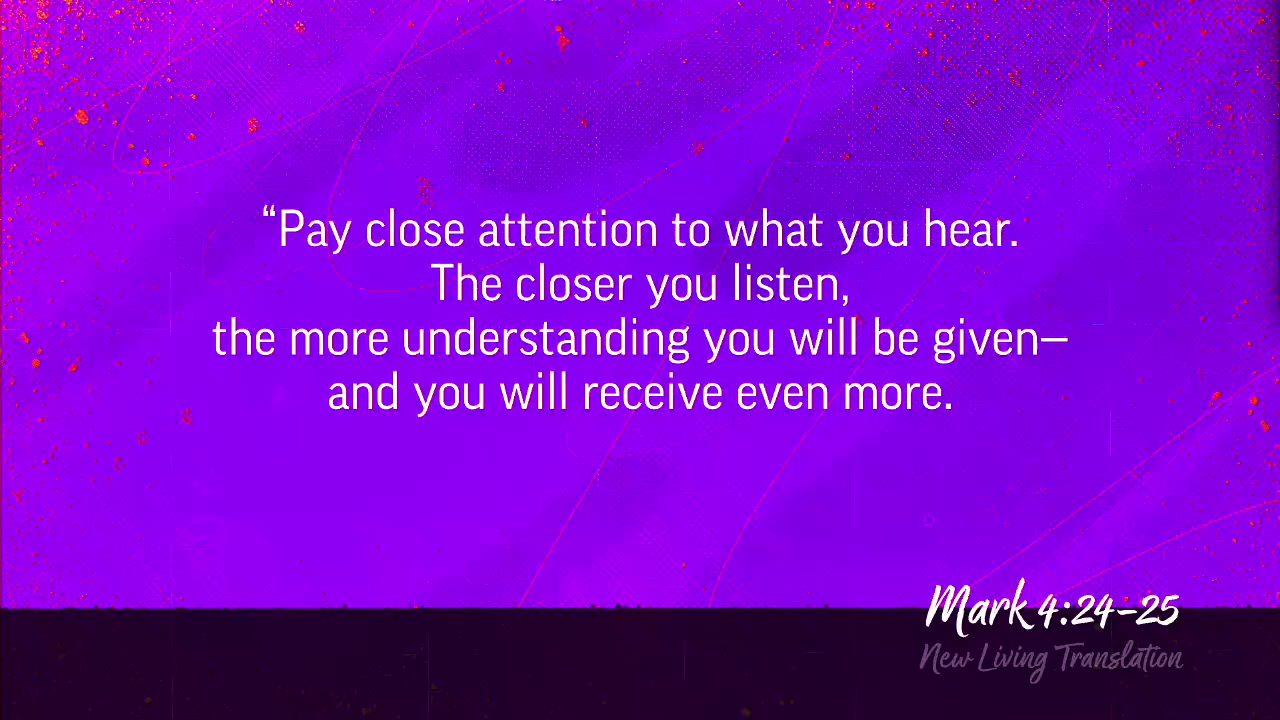 “Pay close attention to what you hear.
The closer you listen,
the more understanding you will be given—
and you will receive even more.
Mark 4:24–25
New Living Translation